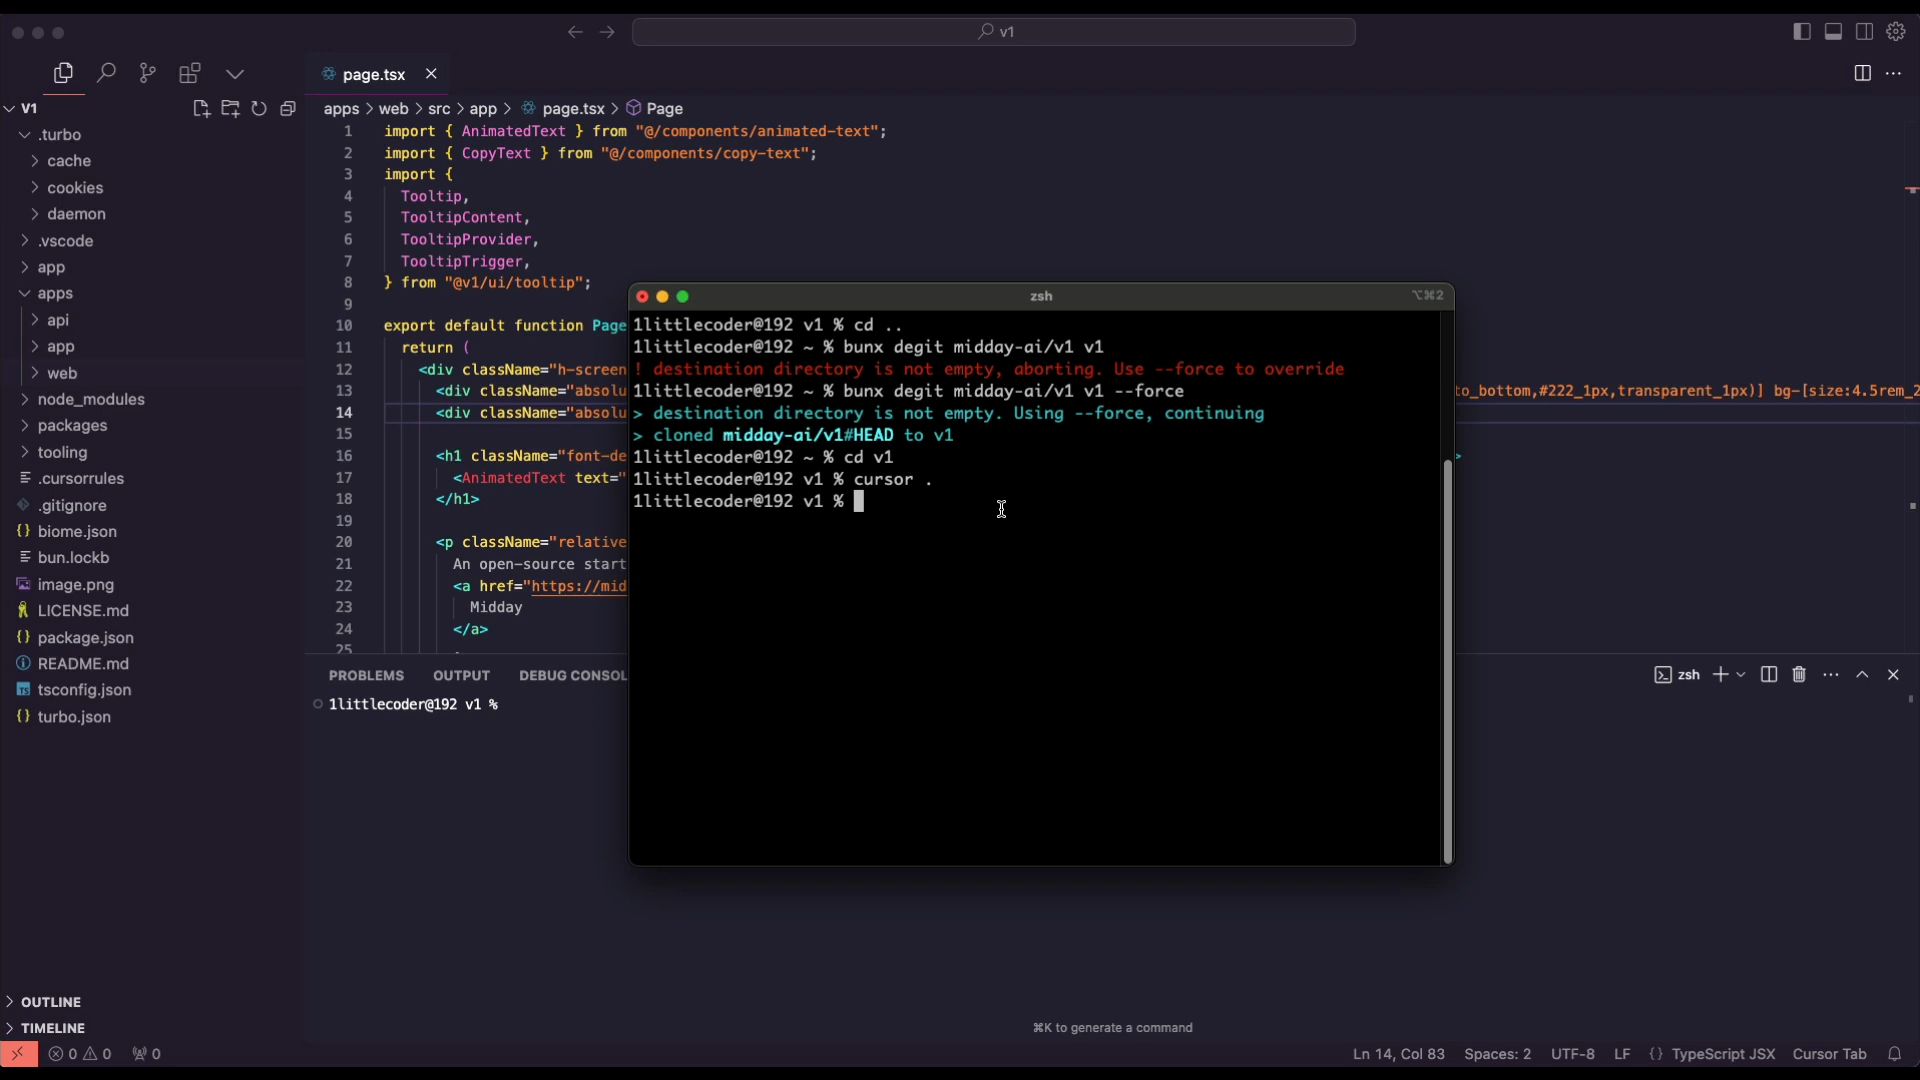 v1
page.tsx
V1
apps > web > src > app > page.tsx > Page
.turbo
cache
cookies
daemon
.vscode
app
apps
api
app
web
node_modules
packages
tooling
.cursorrules
.gitignore
biome.json
bun.lockb
image.png
LICENSE.md
package.json
README.md
tsconfig.json
turbo.json
OUTLINE
TIMELINE
1 import { AnimatedText } from "@/components/animated-text";
2 import { CopyText } from "@/components/copy-text";
3 import {
4 Tooltip,
5 TooltipContent,
6 TooltipProvider,
7 TooltipTrigger,
8 } from "@v1/ui/tooltip";
9
10 export default function Page
11 return (
12 <div className="h-screen
13 <div className="absolu to_bottom,#222_1px,transparent_1px)] bg-[size:4.5rem_2
14 <div className="absolu
15
16 <h1 className="font-de >
17 <AnimatedText text="
18 </h1>
19
20 <p className="relative
21 An open-source start
22 <a href="https://mid
23 Midday
24 </a>
25
zsh
⌥⌘2
1littlecoder@192 v1 % cd ..
1littlecoder@192 ~ % bunx degit midday-ai/v1 v1
! destination directory is not empty, aborting. Use --force to override
1littlecoder@192 ~ % bunx degit midday-ai/v1 v1 --force
> destination directory is not empty. Using --force, continuing
> cloned midday-ai/v1#HEAD to v1
1littlecoder@192 ~ % cd v1
1littlecoder@192 v1 % cursor .
1littlecoder@192 v1 %
PROBLEMS OUTPUT DEBUG CONSOL
zsh
1littlecoder@192 v1 %
⌘K to generate a command
0 0 0
Ln 14, Col 83 Spaces: 2 UTF-8 LF {} TypeScript JSX Cursor Tab